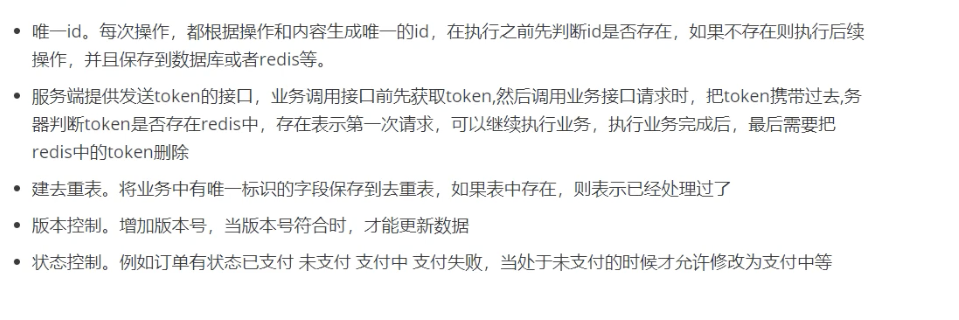 唯一id。每次操作，都根据操作和内容生成唯一的id，在执行之前先判断id是否存在，如果不存在则执行后续
操作，并且保存到数据库或者redis等。
服务端提供发送token的接口，业务调用接口前先获取token,然后调用业务接口请求时，把token携带过去,务
器判断token是否存在redis中，存在表示第一次请求，可以继续执行业务，执行业务完成后，最后需要把
redis中的token删除
建去重表。将业务中有唯一标识的字段保存到去重表，如果表中存在，则表示已经处理过了
版本控制。增加版本号，当版本号符合时，才能更新数据
状态控制。例如订单有状态已支付 未支付 支付中 支付失败，当处于未支付的时候才允许修改为支付中等